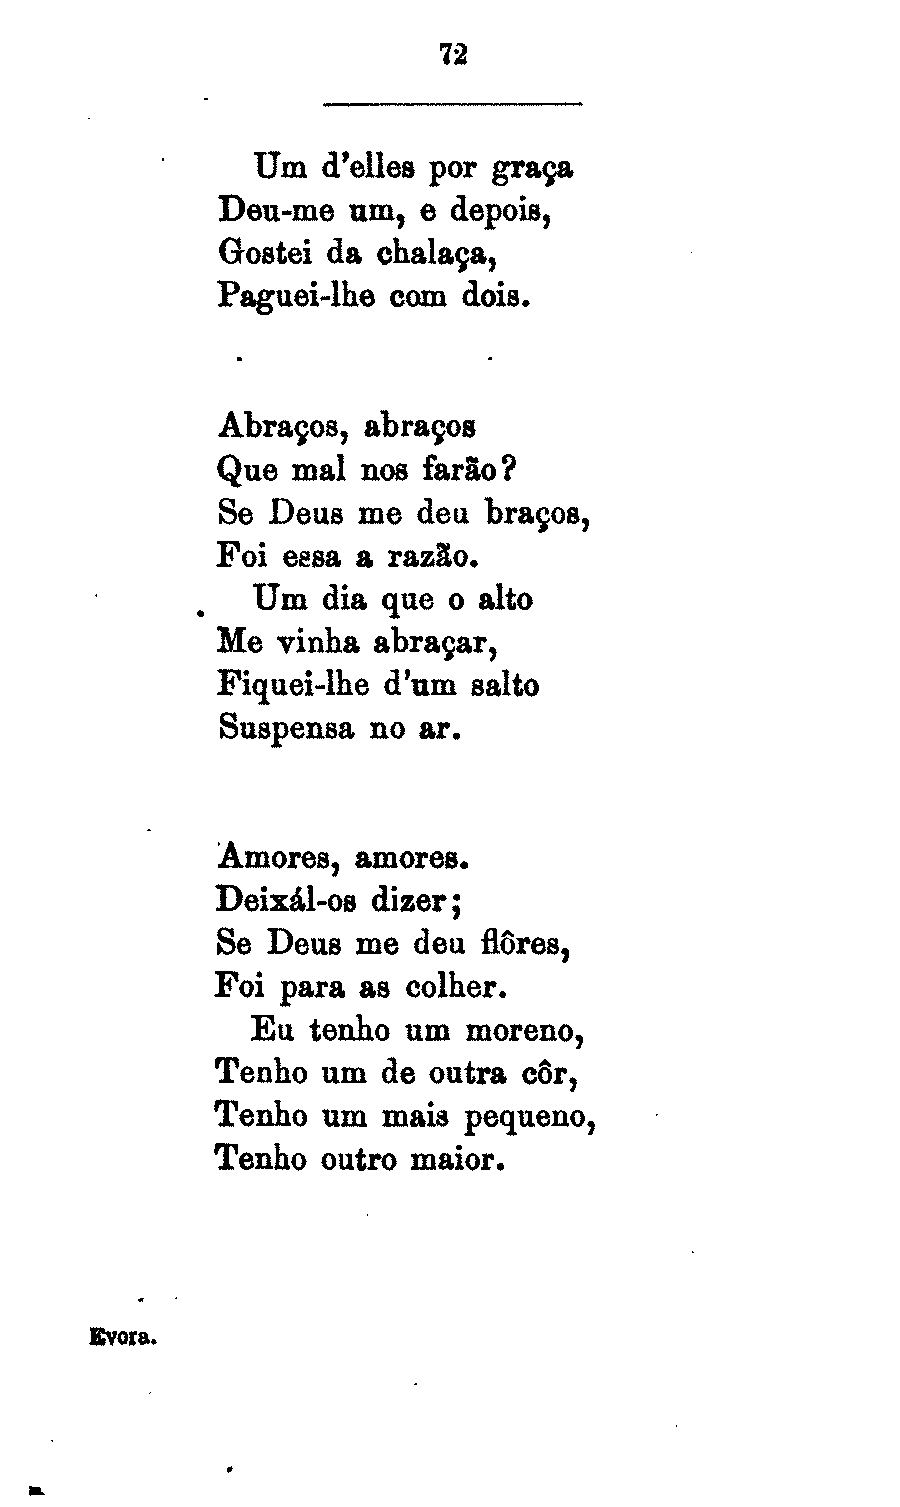 72
Um d'elles por graça
Deu-me um, e depois,
Gostei da chalaça,
Paguei-lhe com dois.
Abraços, abraços
Que mal nos farão?
Se Deus me deu braços,
Foi essa a razão.
Um dia que o alto
Me vinha abraçar,
Fiquei-lhe d'um salto
Suspensa no ar.
Amores, amores.
Deixál-os dizer;
Se Deus me deu flôres,
Foi para as colher.
Eu tenho um moreno,
Tenho um de outra côr,
Tenho um mais pequeno,
Tenho outro maior.
Evora.